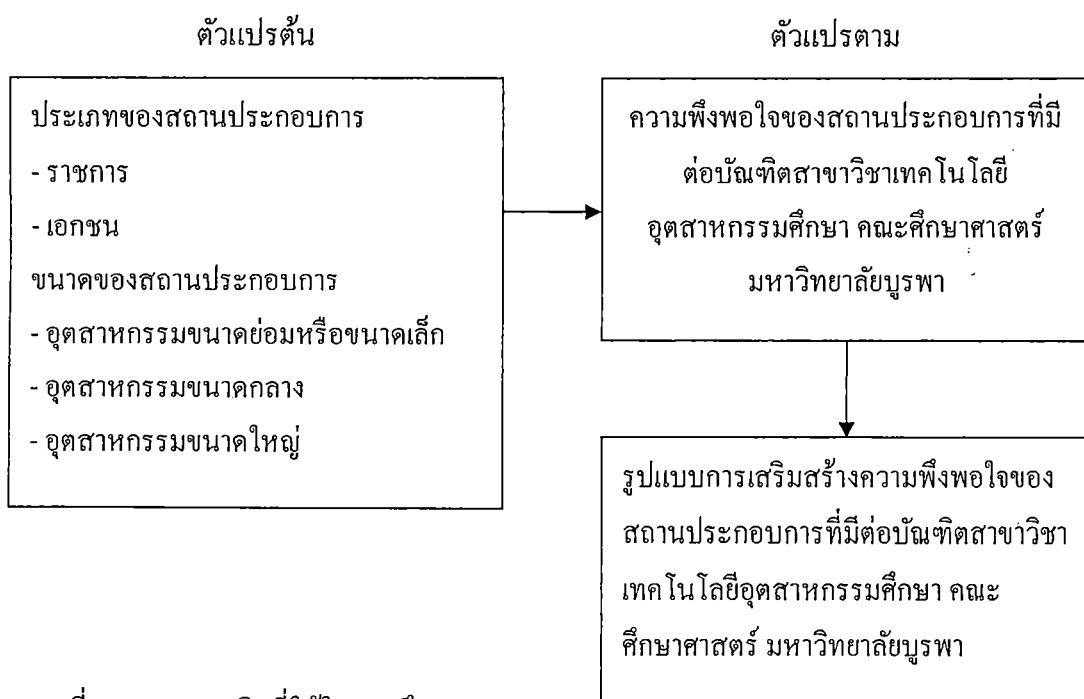 ตัวแปรต้น
ประเภทของสถานประกอบการ
- ราชการ
- เอกชน
ขนาดของสถานประกอบการ
- อุตสาหกรรมขนาดย่อมหรือขนาดเล็ก
- อุตสาหกรรมขนาดกลาง
- อุตสาหกรรมขนาดใหญ่
ตัวแปรตาม
ความพึงพอใจของสถานประกอบการที่มี
ต่อบัณฑิตสาขาวิชาเทคโนโลยี
อุตสาหกรรมศึกษา คณะศึกษาศาสตร์
มหาวิทยาลัยบูรพา
รูปแบบการเสริมสร้างความพึงพอใจของ
สถานประกอบการที่มีต่อบัณฑิตสาขาวิชา
เทคโนโลยีอุตสาหกรรมศึกษา คณะ
ศึกษาศาสตร์ มหาวิทยาลัยบูรพา